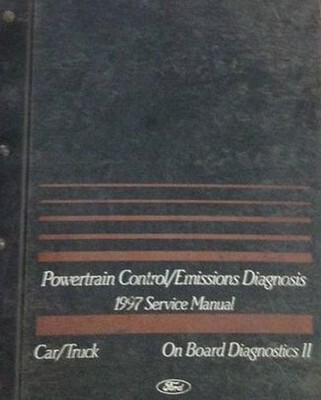 Powertrain Control/Emissions Diagnosis
1997 Service Manual
Car/Truck On Board Diagnostics II
Ford